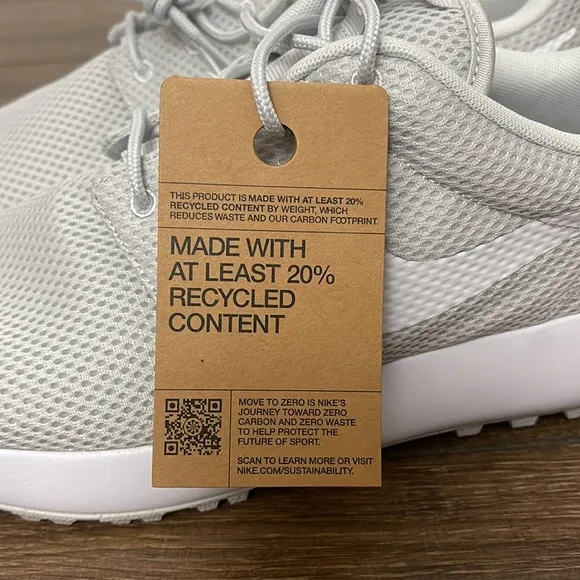 THIS PRODUCT IS MADE WITH AT LEAST 20%
RECYCLED CONTENT BY WEIGHT, WHICH
REDUCES WASTE AND OUR CARBON FOOTPRINT.
MADE WITH
AT LEAST 20%
RECYCLED
CONTENT
MOVE TO ZERO IS NIKE'S
JOURNEY TOWARD ZERO
CARBON AND ZERO WASTE
TO HELP PROTECT THE
FUTURE OF SPORT.
SCAN TO LEARN MORE OR VISIT
NIKE.COM/SUSTAINABILITY.